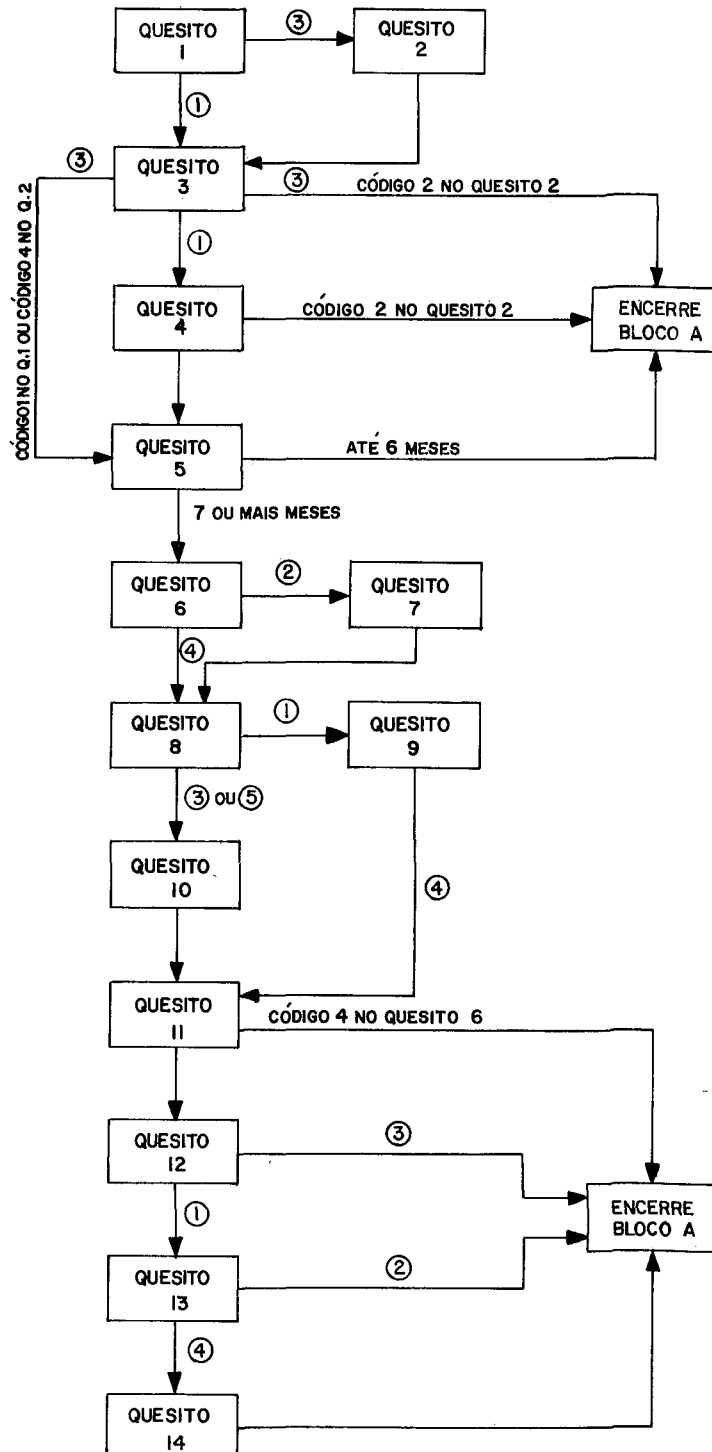 QUESITO
1
③
QUESITO
2
①
③
QUESITO
3
③
CÓDIGO 2 NO QUESITO 2
①
CÓDIGO 1 NO Q.1 OU CÓDIGO 4 NO Q.2
QUESITO
4
CÓDIGO 2 NO QUESITO 2
ENCERRE
BLOCO A
QUESITO
5
ATÉ 6 MESES
7 OU MAIS MESES
QUESITO
6
②
QUESITO
7
④
QUESITO
8
①
QUESITO
9
③ OU ⑤
QUESITO
10
④
QUESITO
11
CÓDIGO 4 NO QUESITO 6
QUESITO
12
③
①
ENCERRE
BLOCO A
QUESITO
13
②
④
QUESITO
14